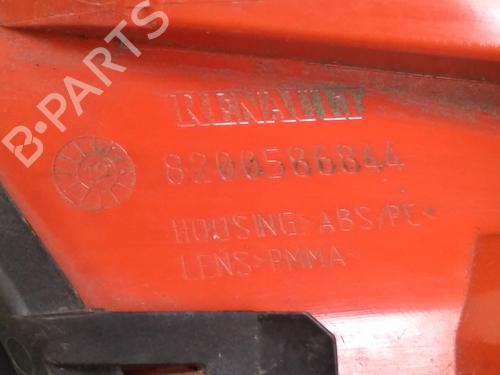 B-PARTS
RENAULT
8200586844
HOUSING>ABS/PC<
LENS>PMMA<